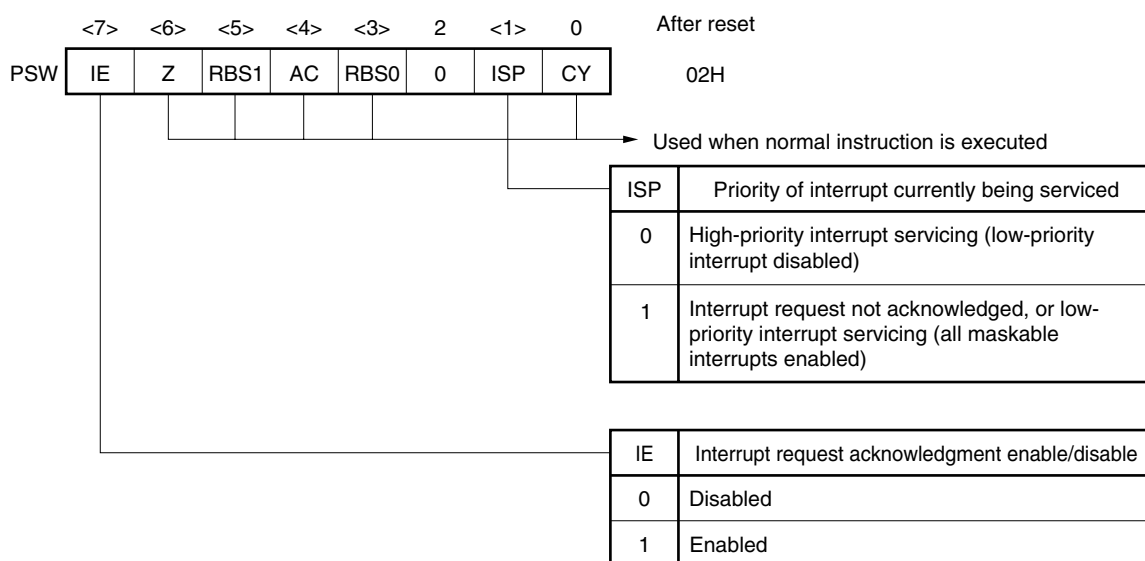 <7> <6> <5> <4> <3> 2 <1> 0 After reset
PSW IE Z RBS1 AC RBS0 0 ISP CY 02H
Used when normal instruction is executed
ISP Priority of interrupt currently being serviced
0 High-priority interrupt servicing (low-priority
interrupt disabled)
1 Interrupt request not acknowledged, or low-
priority interrupt servicing (all maskable
interrupts enabled)
IE Interrupt request acknowledgment enable/disable
0 Disabled
1 Enabled